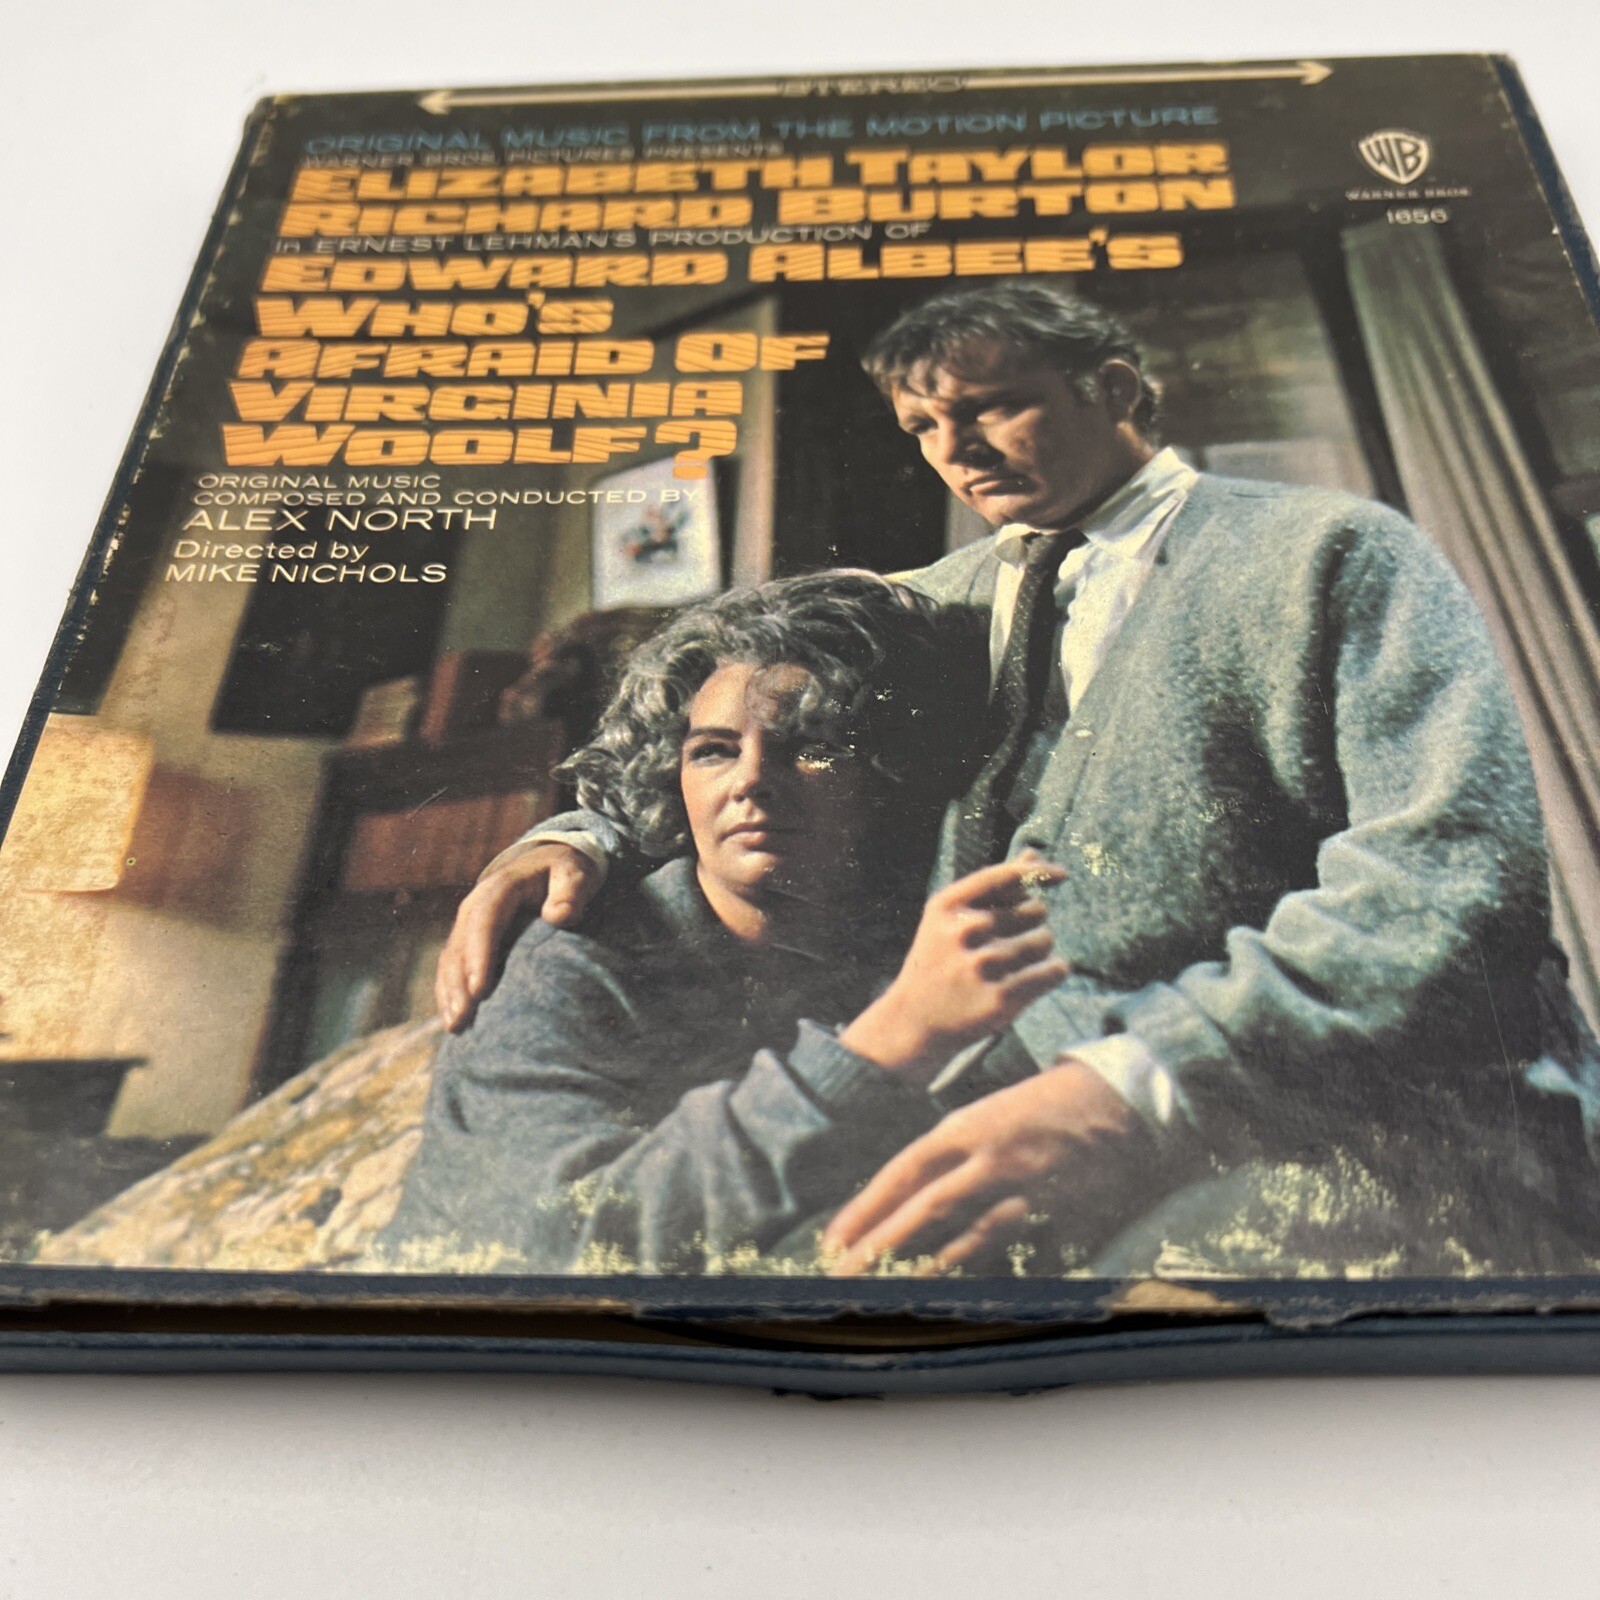 STEREO
ORIGINAL MUSIC FROM THE MOTION PICTURE
WARNER BROS. PICTURES PRESENTS
ELIZABETH TAYLOR
RICHARD BURTON
in ERNEST LEHMAN'S PRODUCTION OF
EDWARD ALBEE'S
WHO'S
AFRAID OF
VIRGINIA
WOOLF?
ORIGINAL MUSIC
COMPOSED AND CONDUCTED BY
ALEX NORTH
Directed by
MIKE NICHOLS
WB
WARNER BROS
1656